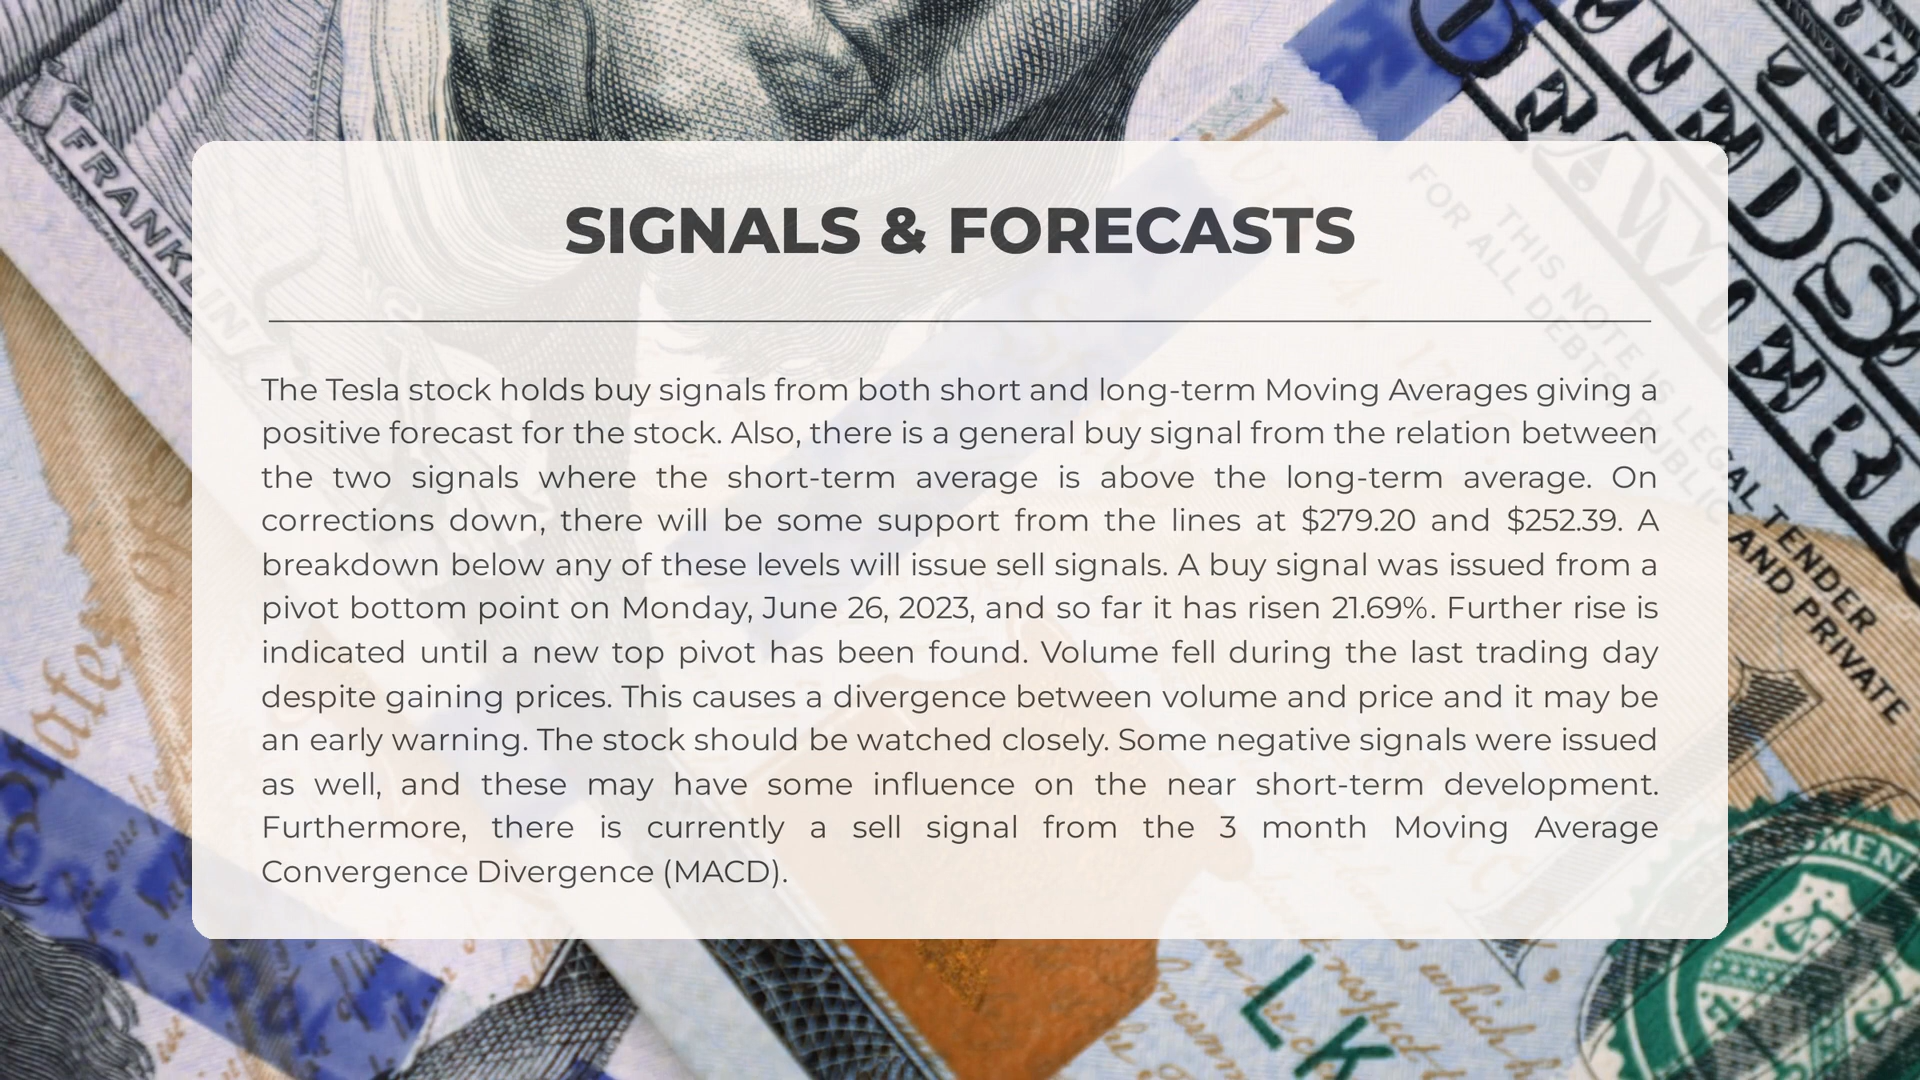 FRANKLIN
THIS NOTE IS LEGAL TENDER
FOR ALL DEBTS PUBLIC AND PRIVATE
SIGNALS & FORECASTS
The Tesla stock holds buy signals from both short and long-term Moving Averages giving a
positive forecast for the stock. Also, there is a general buy signal from the relation between
the two signals where the short-term average is above the long-term average. On
corrections down, there will be some support from the lines at $279.20 and $252.39. A
breakdown below any of these levels will issue sell signals. A buy signal was issued from a
pivot bottom point on Monday, June 26, 2023, and so far it has risen 21.69%. Further rise is
indicated until a new top pivot has been found. Volume fell during the last trading day
despite gaining prices. This causes a divergence between volume and price and it may be
an early warning. The stock should be watched closely. Some negative signals were issued
as well, and these may have some influence on the near short-term development.
Furthermore, there is currently a sell signal from the 3 month Moving Average
Convergence Divergence (MACD).
LK